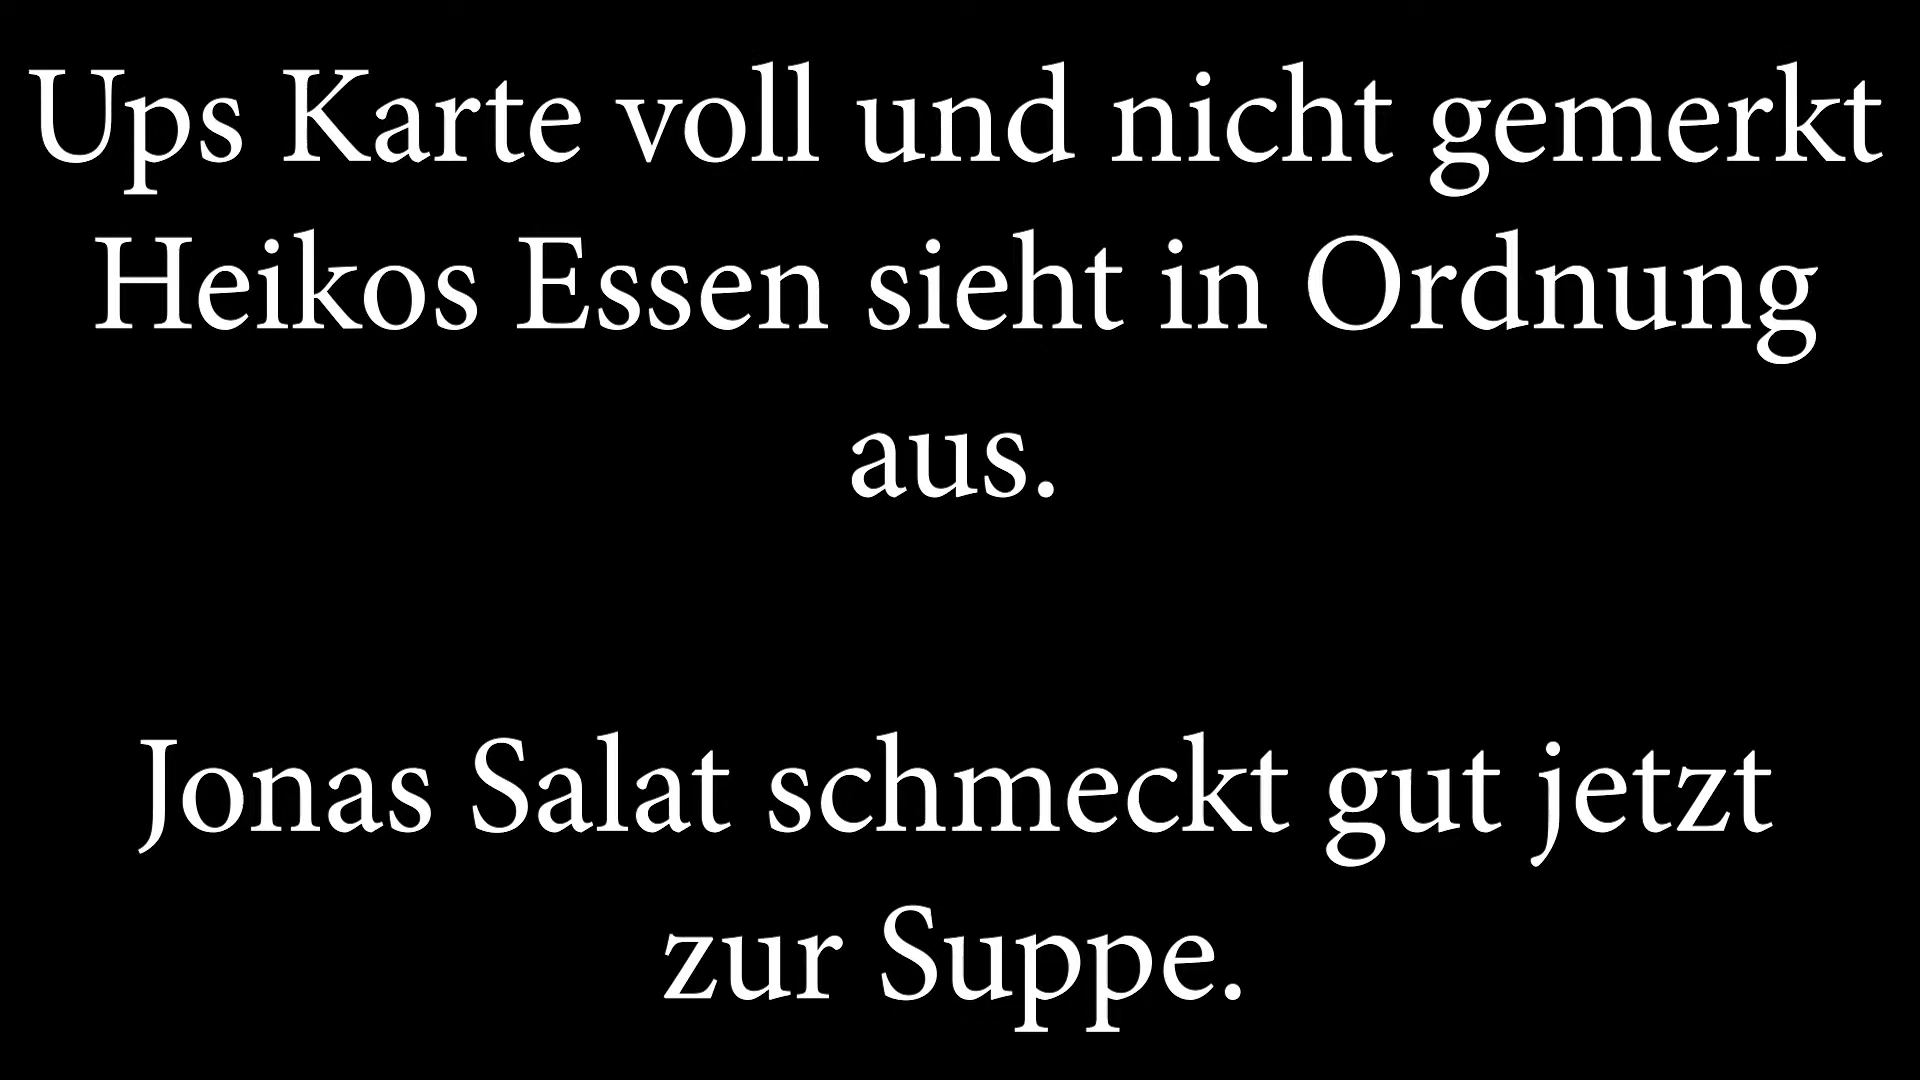 Ups Karte voll und nicht gemerkt
Heikos Essen sieht in Ordnung
aus.
Jonas Salat schmeckt gut jetzt
zur Suppe.